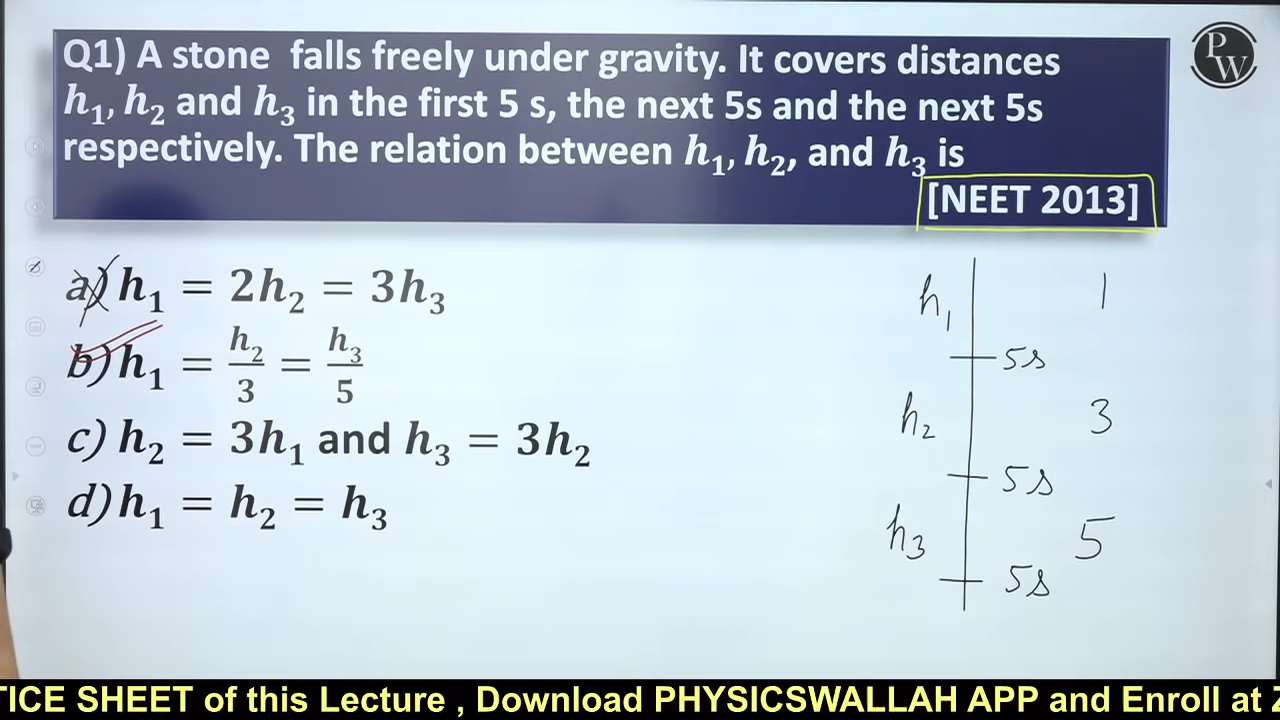 Q1) A stone falls freely under gravity. It covers distances
h₁, h₂ and h₃ in the first 5 s, the next 5s and the next 5s
respectively. The relation between h₁, h₂, and h₃ is
[NEET 2013]
PW
a) h₁ = 2h₂ = 3h₃
b) h₁ = h₂/3 = h₃/5
c) h₂ = 3h₁ and h₃ = 3h₂
d) h₁ = h₂ = h₃
h₁ 1
5s
h₂ 3
5s
h₃ 5
5s
TICE SHEET of this Lecture , Download PHYSICSWALLAH APP and Enroll at